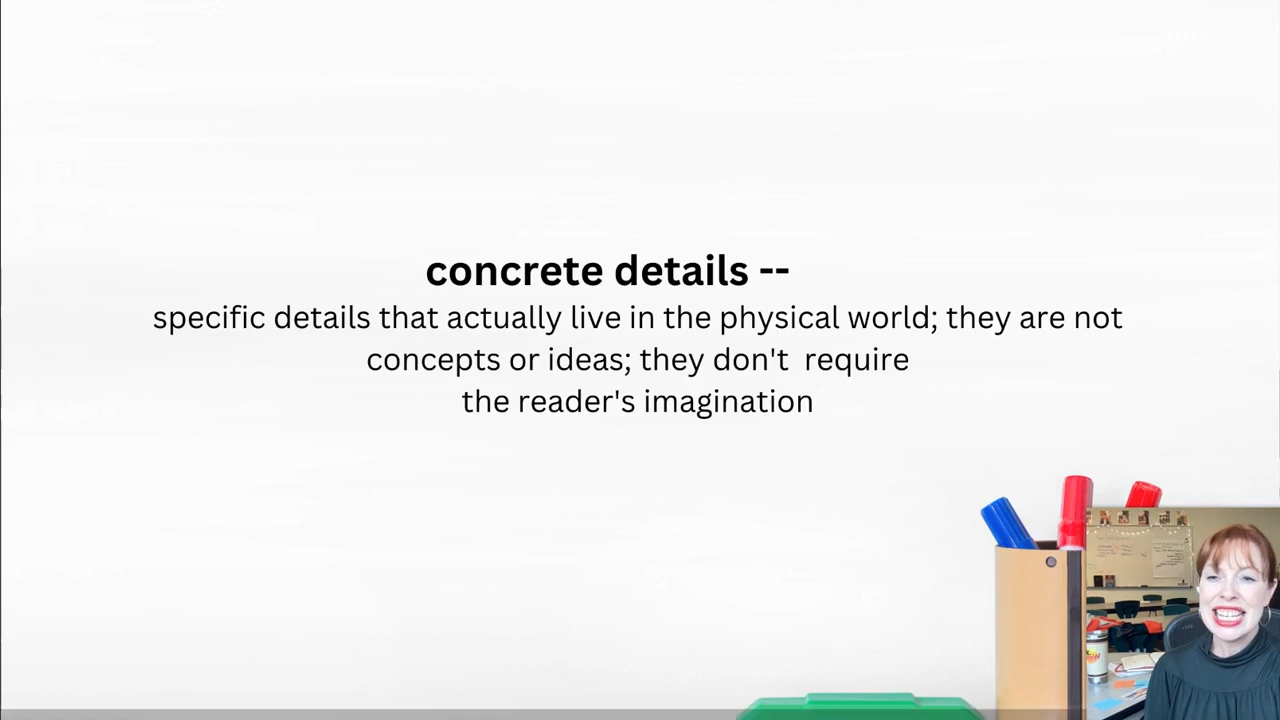 concrete details --
specific details that actually live in the physical world; they are not
concepts or ideas; they don't  require
the reader's imagination